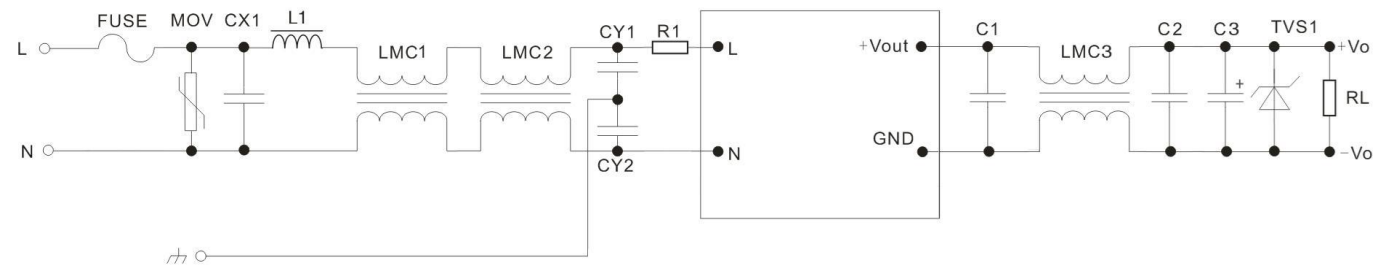 FUSE MOV CX1 L1
LMC1 LMC2 CY1 R1
L L +Vout C1 LMC3 C2 C3 TVS1 +Vo
+
RL
N CY2 N GND -Vo